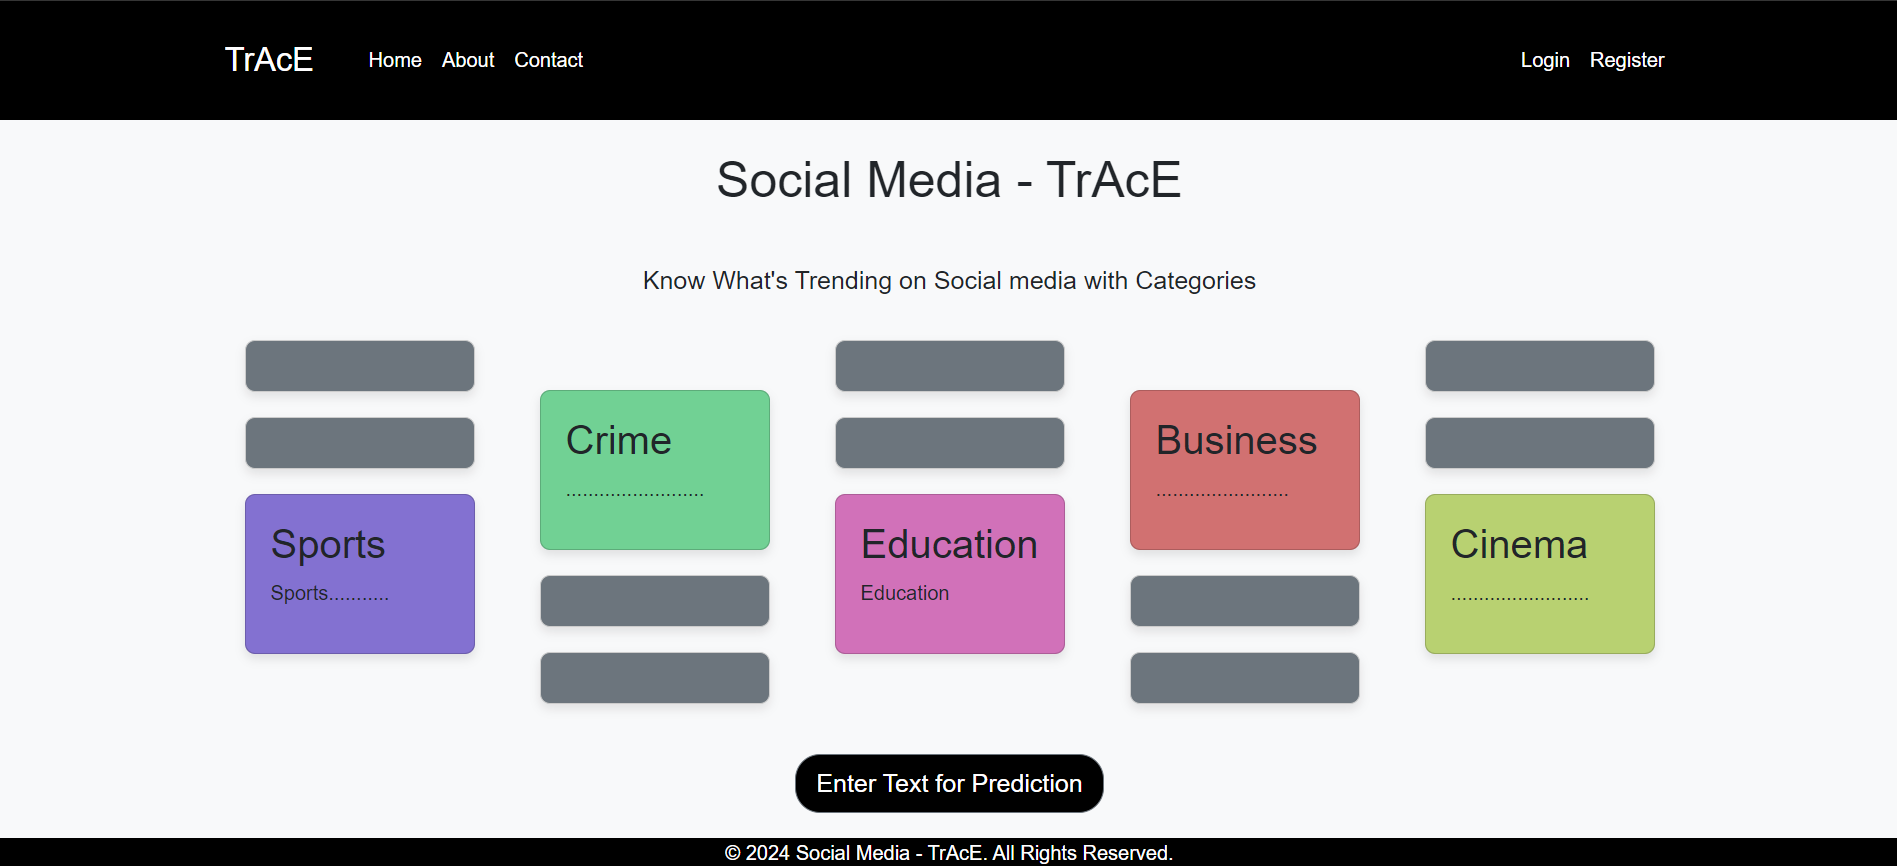 TrAcE Home About Contact Login Register
Social Media - TrAcE
Know What's Trending on Social media with Categories
Crime
.........................
Business
........................
Sports
Sports...........
Education
Education
Cinema
.........................
Enter Text for Prediction
© 2024 Social Media - TrAcE. All Rights Reserved.